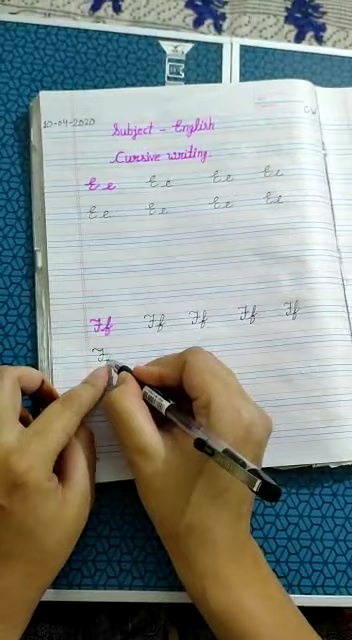 10-04-2020
CW
Subject - English
Cursive writing
Ee Ee Ee Ee
Ee Ee Ee Ee
Ff Ff Ff Ff Ff
F